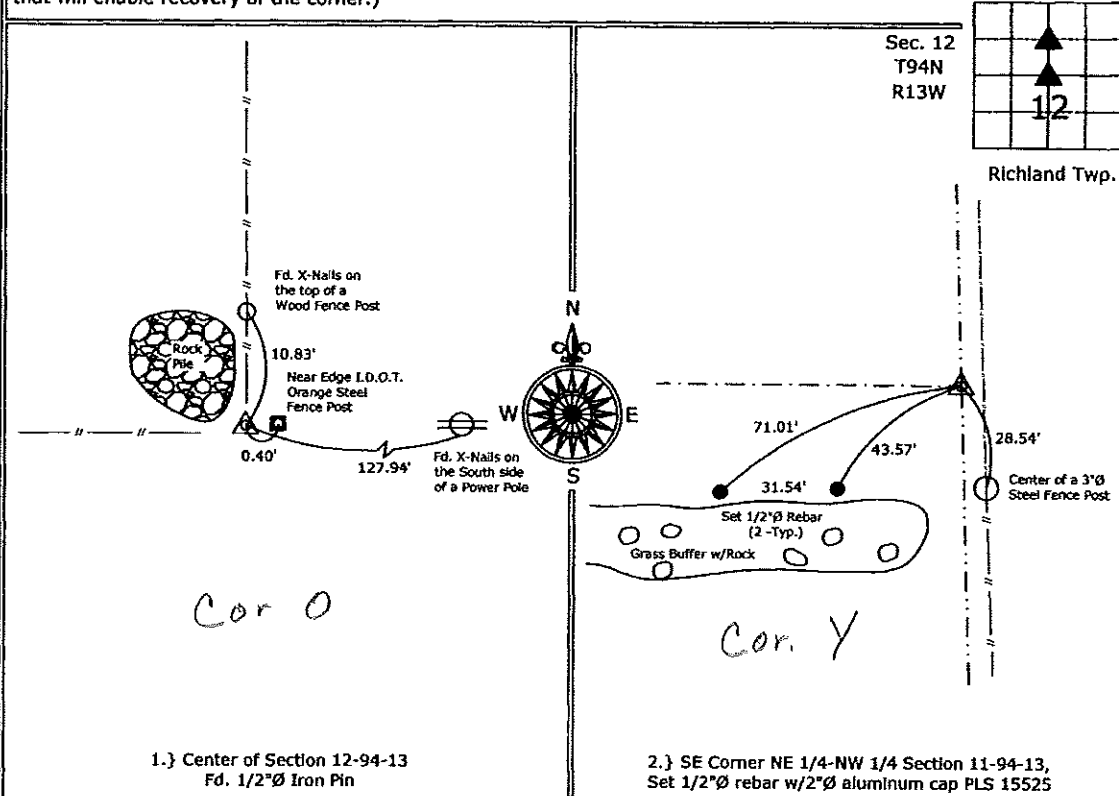 that will enable recovery of the corner.)
Sec. 12
T94N
R13W
12
Richland Twp.
Fd. X-Nails on
the top of a
Wood Fence Post
Rock
Pile
10.83'
Near Edge I.D.O.T.
Orange Steel
Fence Post
0.40'
127.94'
Fd. X-Nails on
the South side
of a Power Pole
Cor O
1.} Center of Section 12-94-13
Fd. 1/2"Ø Iron Pin
N
W
E
S
71.01'
43.57'
28.54'
31.54'
Center of a 3"Ø
Steel Fence Post
Set 1/2"Ø Rebar
(2 -Typ.)
Grass Buffer w/Rock
Cor. Y
2.} SE Corner NE 1/4-NW 1/4 Section 11-94-13,
Set 1/2"Ø rebar w/2"Ø aluminum cap PLS 15525